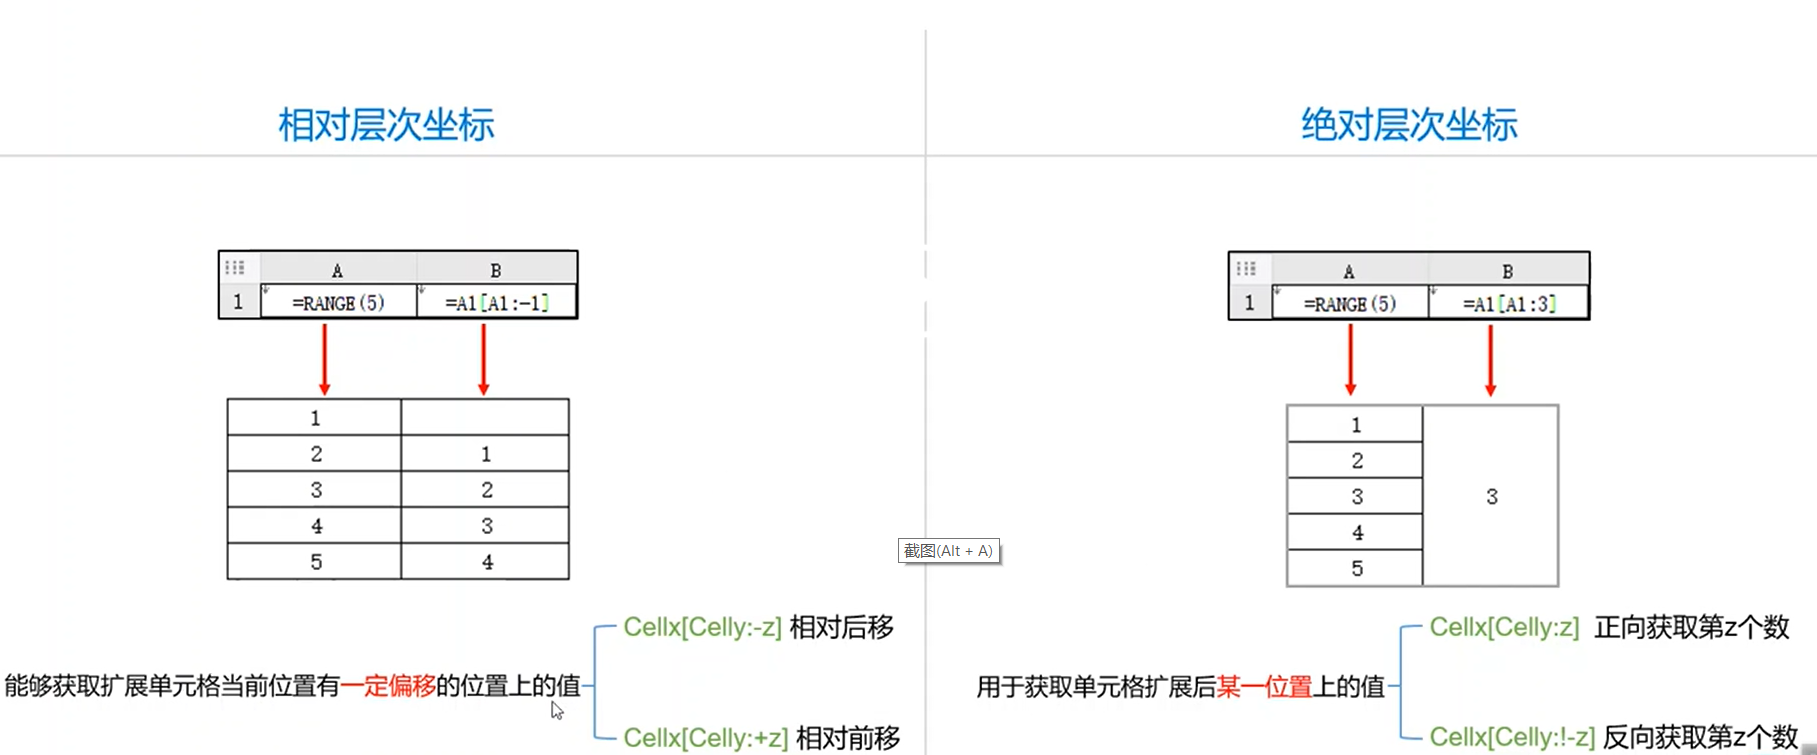 相对层次坐标
A B
1 =RANGE(5) =A1[A1:-1]
1
2 1
3 2
4 3
5 4
能够获取扩展单元格当前位置有一定偏移的位置上的值
Cellx[Celly:-z] 相对后移
Cellx[Celly:+z] 相对前移
截图(Alt + A)
绝对层次坐标
A B
1 =RANGE(5) =A1[A1:3]
1
2
3 3
4
5
用于获取单元格扩展后某一位置上的值
Cellx[Celly:z] 正向获取第z个数
Cellx[Celly:!-z] 反向获取第z个数